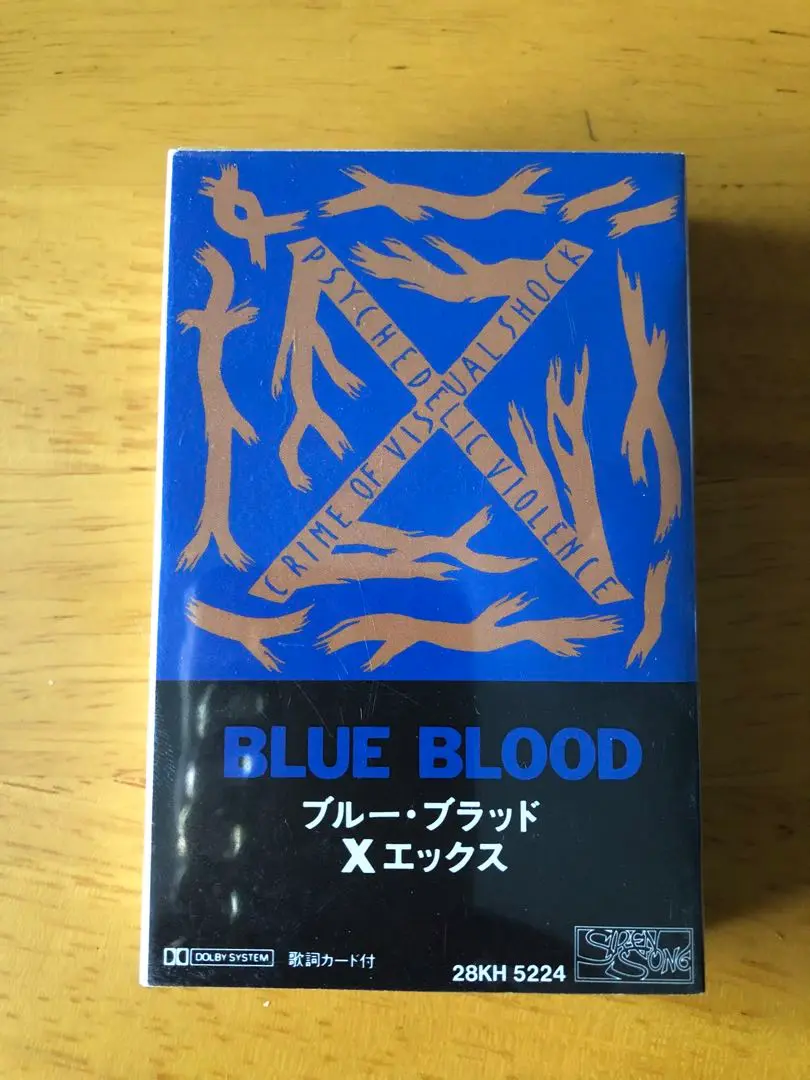 PSYCHEDELIC VIOLENCE
CRIME OF VISUAL SHOCK
BLUE BLOOD
ブルー・ブラッド
X エックス
DOLBY SYSTEM 歌詞カード付
28KH 5224
SIREN SONG